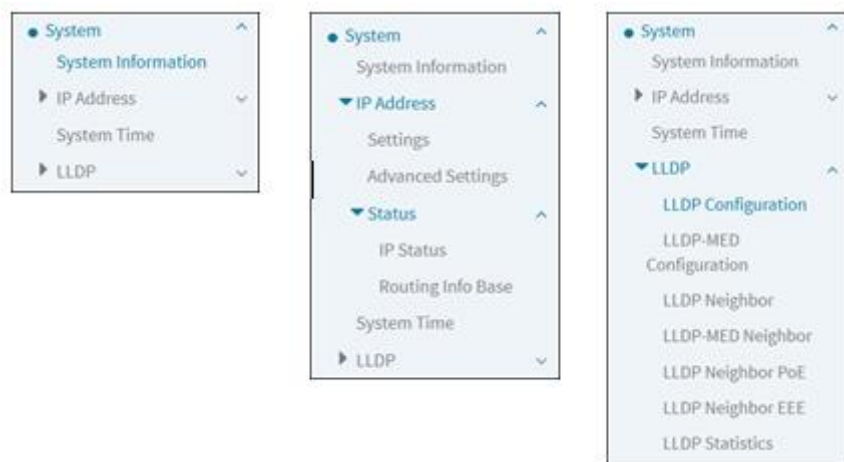 System
System Information
IP Address
System Time
LLDP
System
System Information
IP Address
Settings
Advanced Settings
Status
IP Status
Routing Info Base
System Time
LLDP
System
System Information
IP Address
System Time
LLDP
LLDP Configuration
LLDP-MED
Configuration
LLDP Neighbor
LLDP-MED Neighbor
LLDP Neighbor PoE
LLDP Neighbor EEE
LLDP Statistics